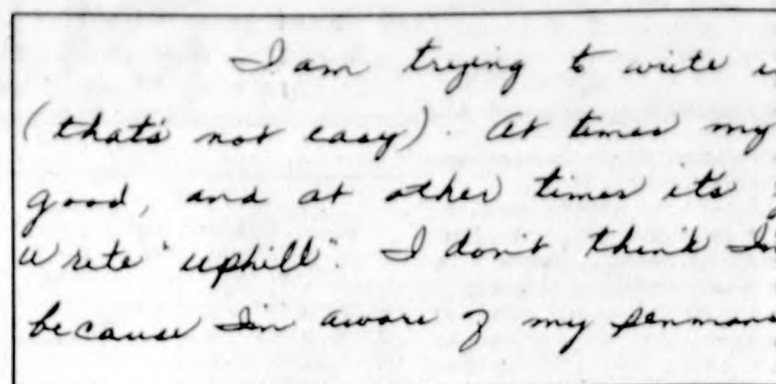 I am trying to write
(that's not easy). At times my
good, and at other times its
write "uphill". I don't think
because I'm aware of my